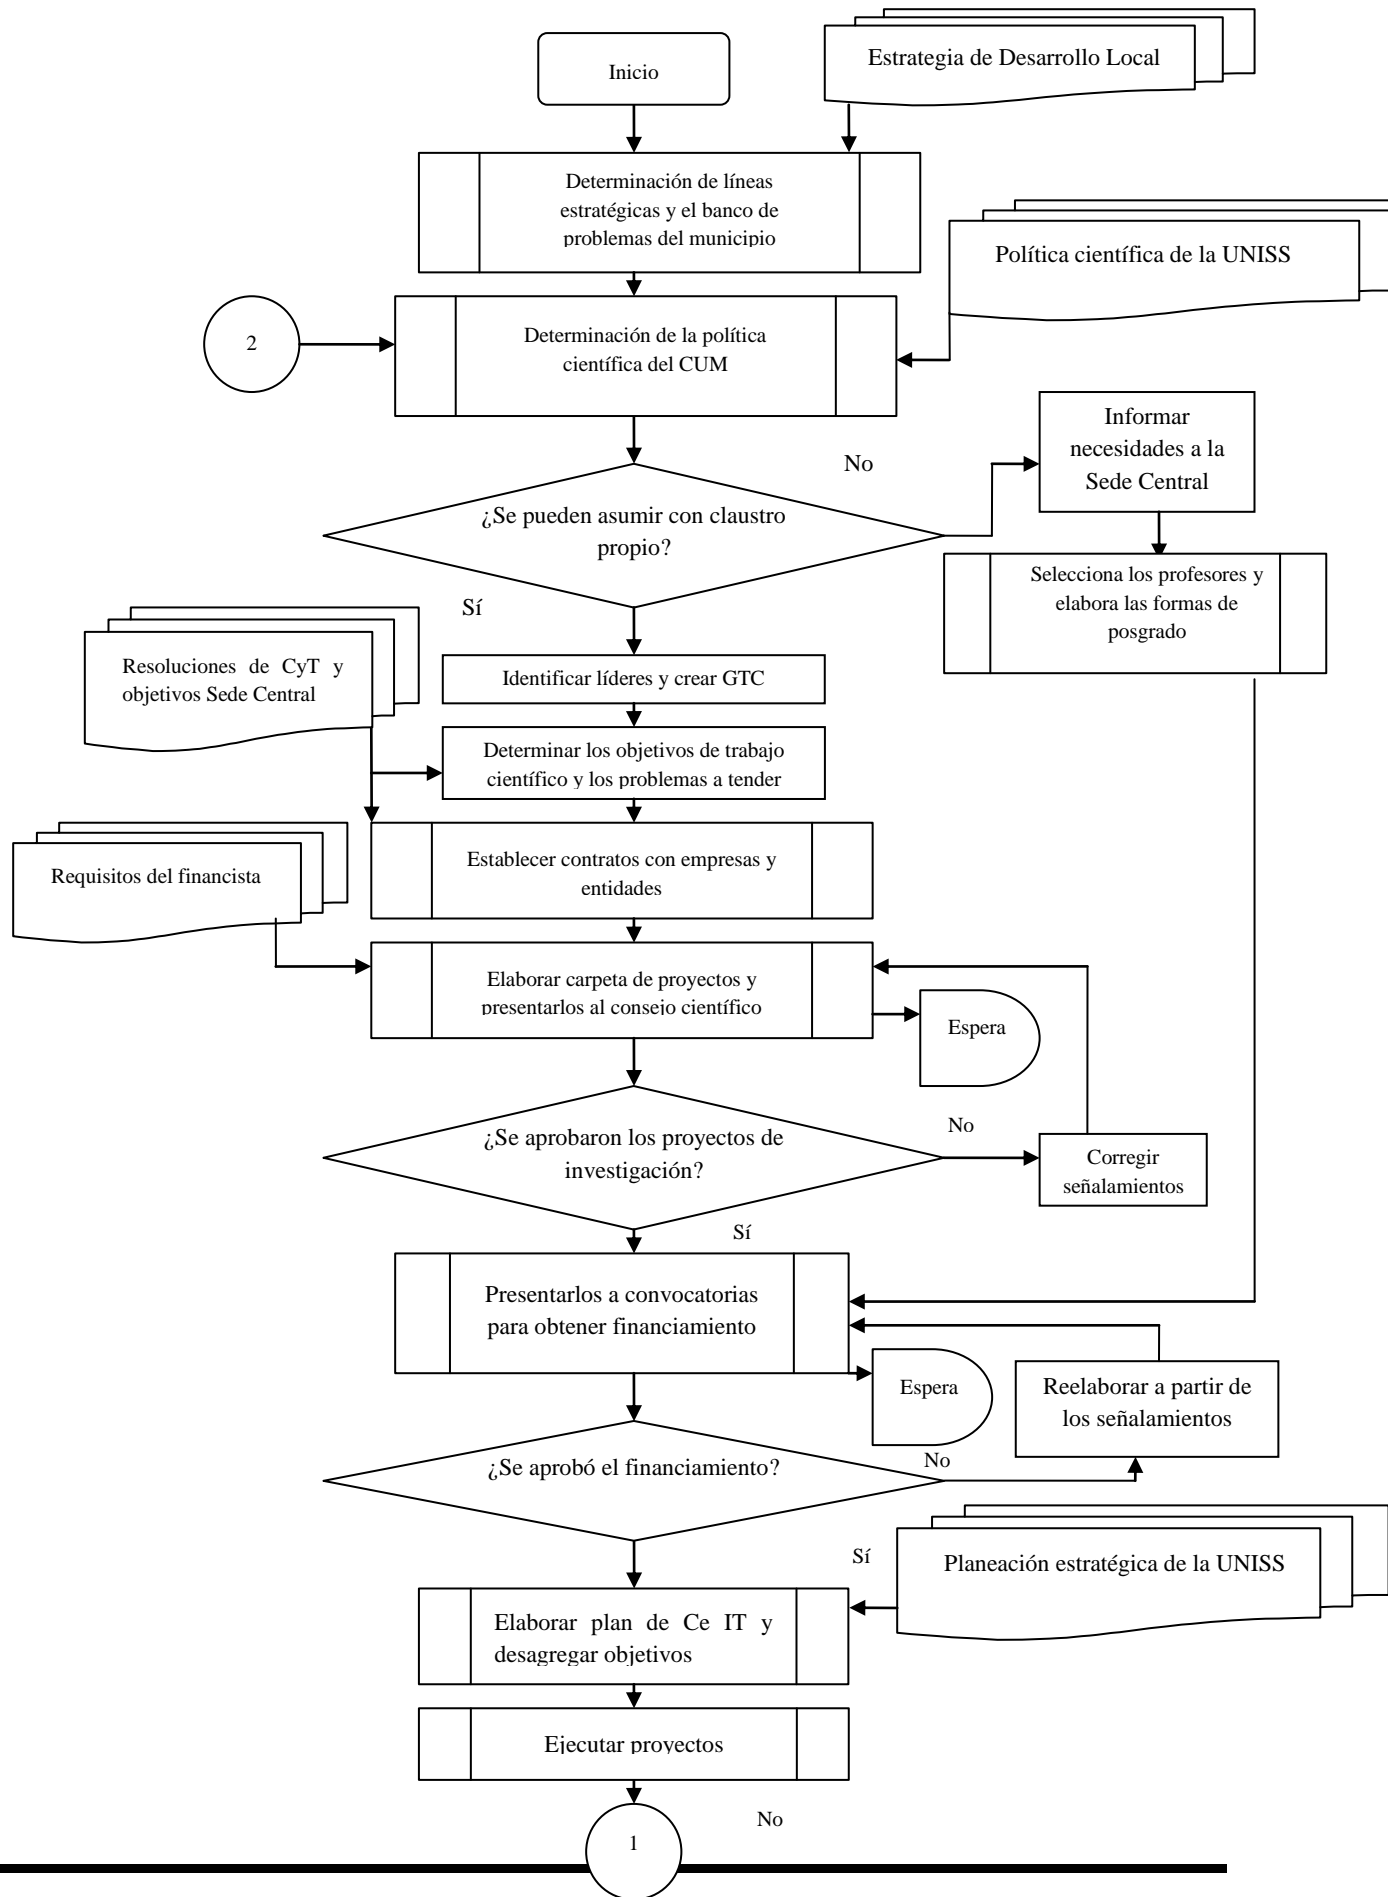 Inicio
Estrategia de Desarrollo Local
Determinación de líneas
estratégicas y el banco de
problemas del municipio
Política científica de la UNISS
2
Determinación de la política
científica del CUM
Informar
necesidades a la
Sede Central
No
¿Se pueden asumir con claustro
propio?
Selecciona los profesores y
elabora las formas de
posgrado
Sí
Resoluciones de CyT y
objetivos Sede Central
Identificar líderes y crear GTC
Determinar los objetivos de trabajo
científico y los problemas a tender
Requisitos del financista
Establecer contratos con empresas y
entidades
Elaborar carpeta de proyectos y
presentarlos al consejo científico
Espera
¿Se aprobaron los proyectos de
investigación?
No
Corregir
señalamientos
Sí
Presentarlos a convocatorias
para obtener financiamiento
Espera
Reelaborar a partir de
los señalamientos
¿Se aprobó el financiamiento?
No
Sí
Planeación estratégica de la UNISS
Elaborar plan de Ce IT y
desagregar objetivos
Ejecutar proyectos
No
1